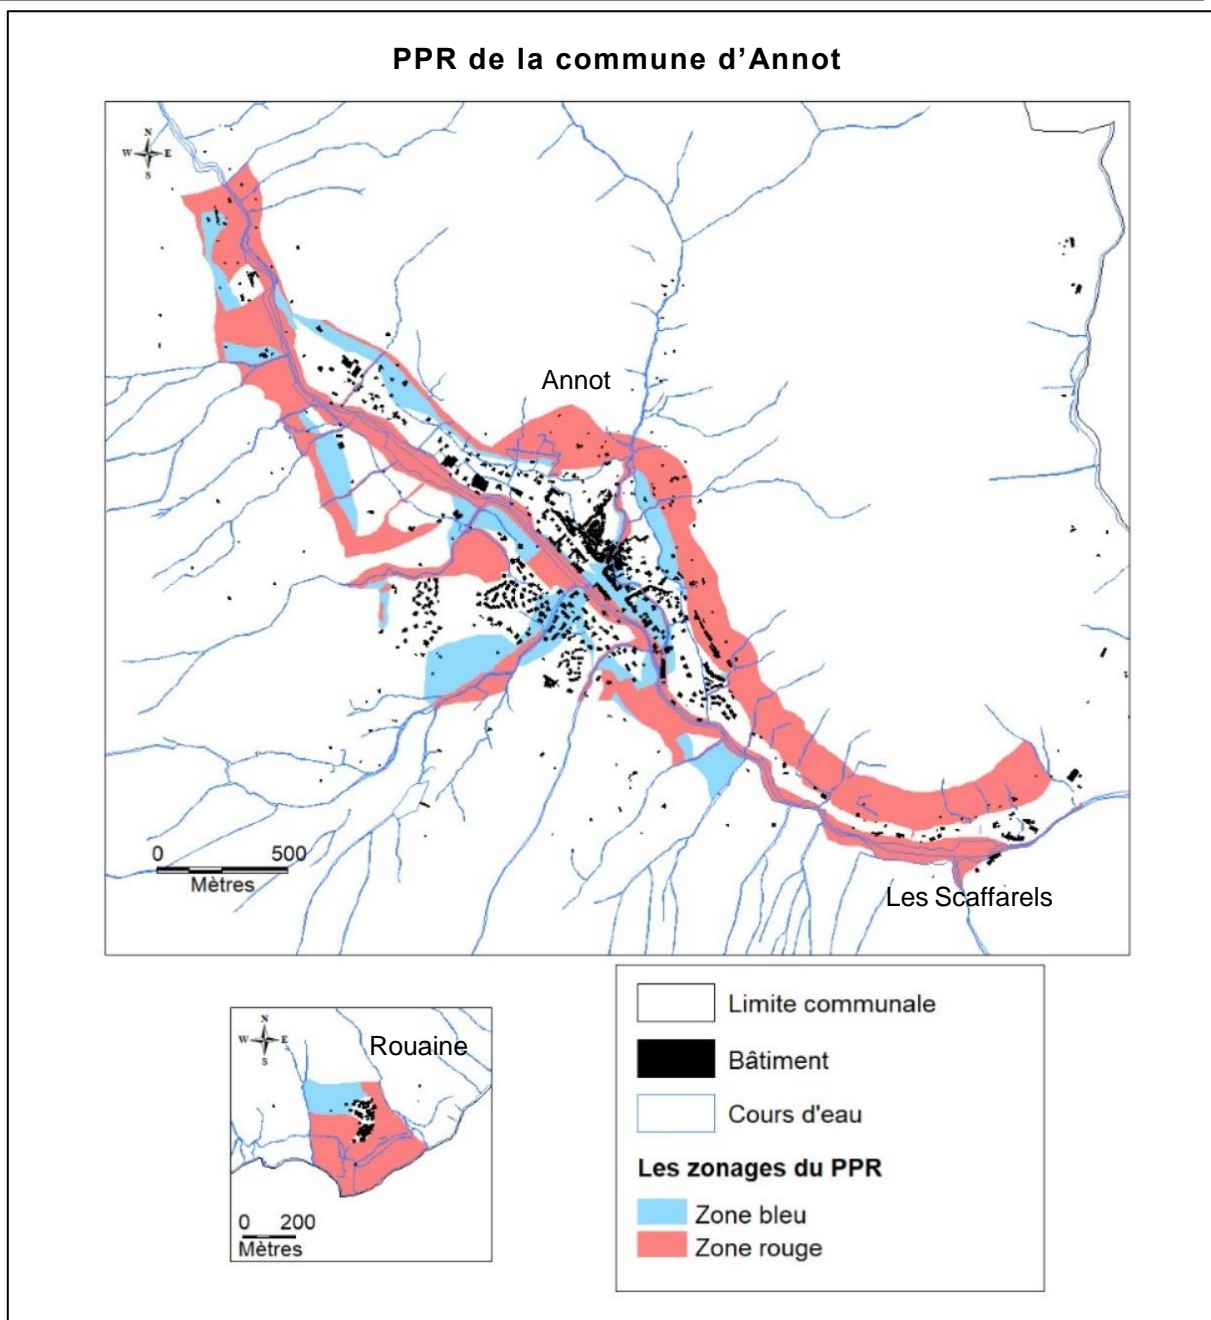 PPR de la commune d'Annot
N
W E
S
Annot
0 500
Mètres
Les Scaffarels
N
W E
S
Rouaine
0 200
Mètres
Limite communale
Bâtiment
Cours d'eau
Les zonages du PPR
Zone bleu
Zone rouge